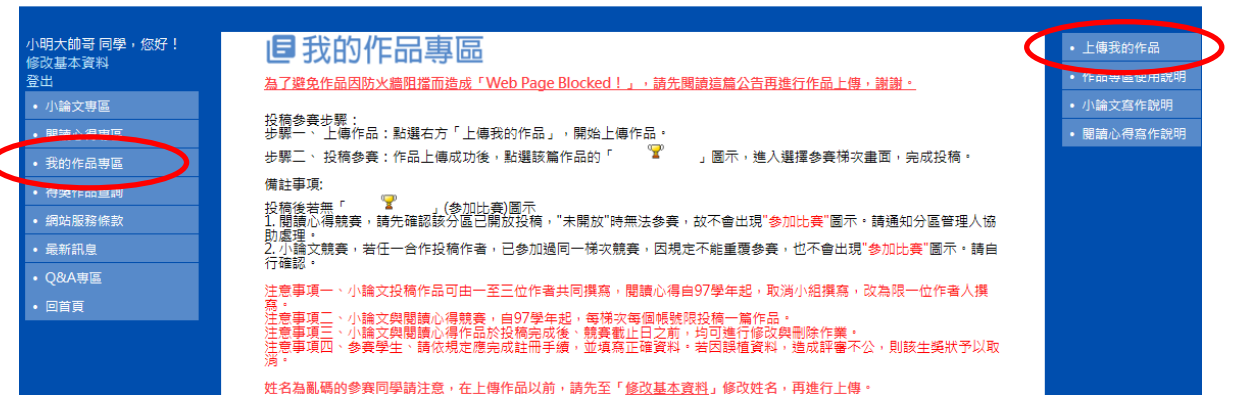 小明大帥哥 同學，您好！
修改基本資料
登出
• 小論文專區
• 閱讀心得專區
• 我的作品專區
• 得獎作品查詢
• 網站服務條款
• 最新訊息
• Q&A專區
• 回首頁
我的作品專區
為了避免作品因防火牆阻擋而造成「Web Page Blocked！」，請先閱讀這篇公告再進行作品上傳，謝謝。
投稿參賽步驟：
步驟一、 上傳作品：點選右方「上傳我的作品」，開始上傳作品。
步驟二、 投稿參賽：作品上傳成功後，點選該篇作品的「 」圖示，進入選擇參賽梯次畫面，完成投稿。
備註事項:
投稿後若無「 」(參加比賽)圖示
1. 閱讀心得競賽，請先確認該分區已開放投稿，"未開放"時無法參賽，故不會出現"參加比賽"圖示。請通知分區管理人協
助處理。
2. 小論文競賽，若任一合作投稿作者，已參加過同一梯次競賽，因規定不能重覆參賽，也不會出現"參加比賽"圖示。請自
行確認。
注意事項一、小論文投稿作品可由一至三位作者共同撰寫，閱讀心得自97學年起，取消小組撰寫，改為限一位作者人撰
寫。
注意事項二、小論文與閱讀心得競賽，自97學年起，每梯次每個帳號限投稿一篇作品。
注意事項三、小論文與閱讀心得作品於投稿完成後、競賽截止日之前，均可進行修改與刪除作業。
注意事項四、參賽學生、請依規定應完成註冊手續，並填寫正確資料。若因誤植資料，造成評審不公，則該生獎狀予以取
消。
姓名為亂碼的參賽同學請注意，在上傳作品以前，請先至「修改基本資料」修改姓名，再進行上傳。
• 上傳我的作品
• 作品專區使用說明
• 小論文寫作說明
• 閱讀心得寫作說明